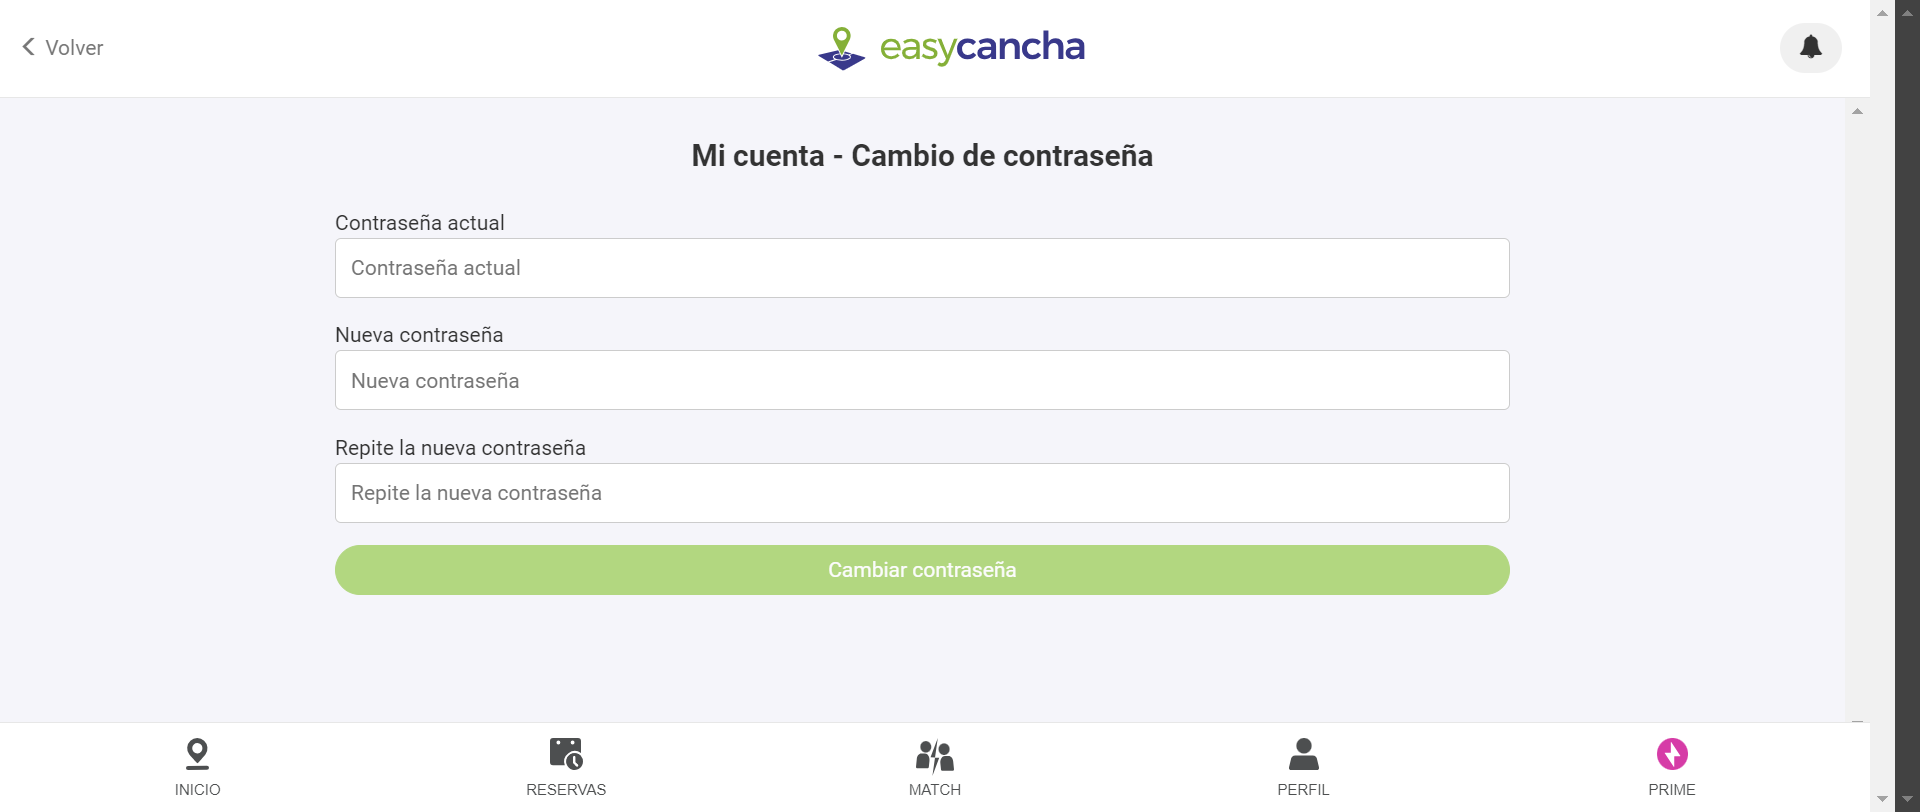 Volver
easycancha
Mi cuenta - Cambio de contraseña
Contraseña actual
Contraseña actual
Nueva contraseña
Nueva contraseña
Repite la nueva contraseña
Repite la nueva contraseña
Cambiar contraseña
INICIO
RESERVAS
MATCH
PERFIL
PRIME